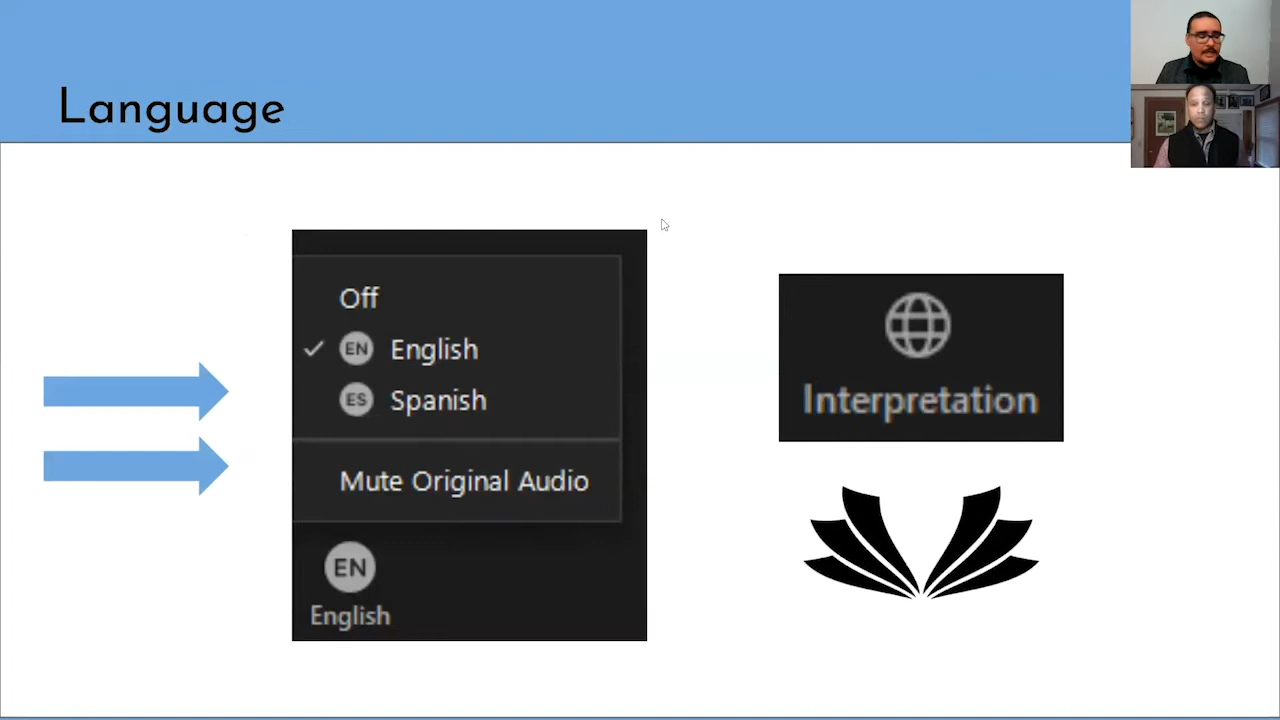 Language
Off
EN English
ES Spanish
Mute Original Audio
EN
English
Interpretation